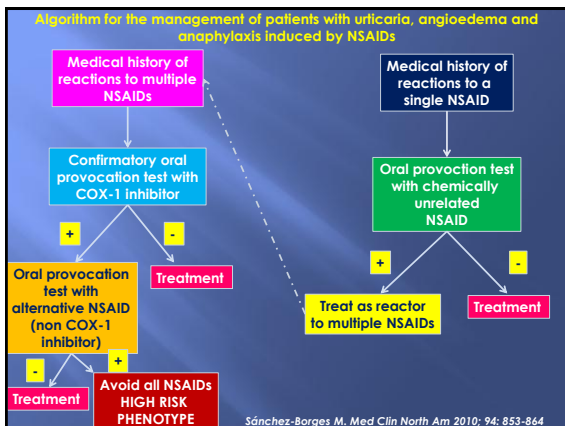 Algorithm for the management of patients with urticaria, angioedema and
anaphylaxis induced by NSAIDs
Medical history of
reactions to multiple
NSAIDs
Medical history of
reactions to a
single NSAID
Confirmatory oral
provocation test with
COX-1 inhibitor
Oral provoction test
with chemically
unrelated
NSAID
+
-
+
-
Oral provocation
test with
alternative NSAID
(non COX-1
inhibitor)
Treatment
Treat as reactor
to multiple NSAIDs
Treatment
-
+
Treatment
Avoid all NSAIDs
HIGH RISK
PHENOTYPE
Sánchez-Borges M. Med Clin North Am 2010; 94: 853-864